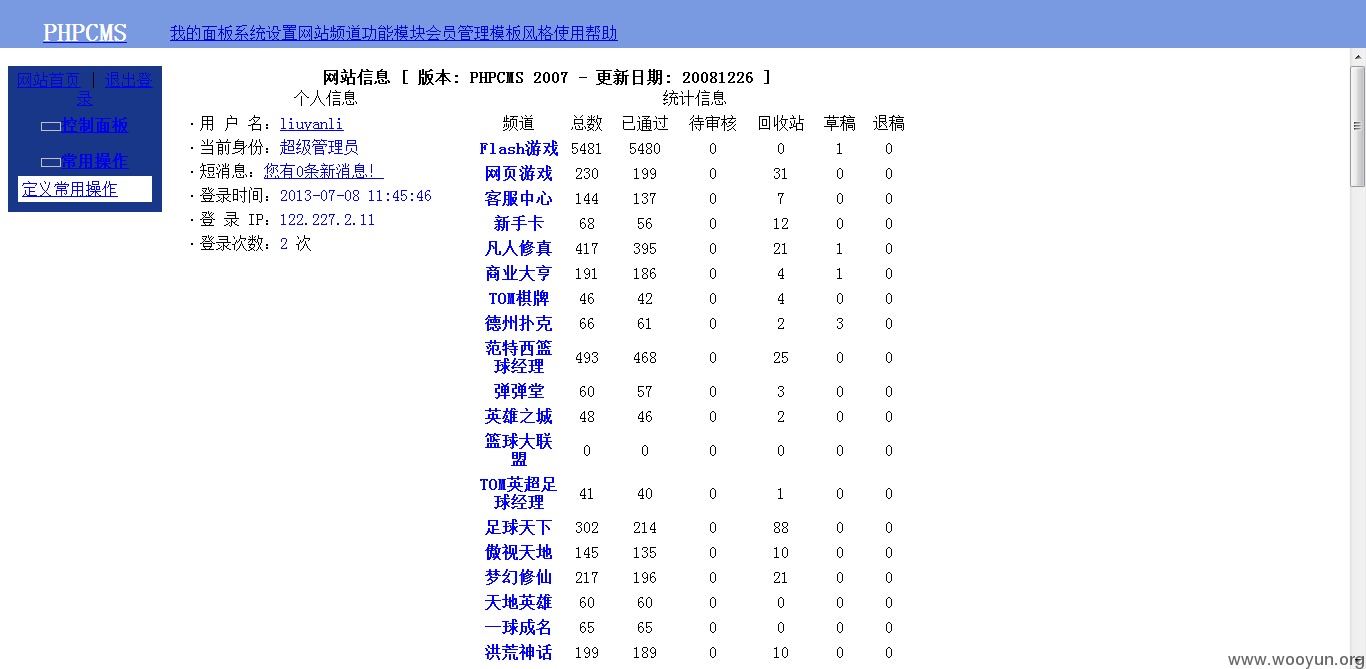 PHPCMS
我的面板系统设置网站频道功能模块会员管理模板风格使用帮助
网站首页 | 退出登录
控制面板
常用操作
定义常用操作
网站信息 [ 版本: PHPCMS 2007 - 更新日期: 20081226 ]
个人信息
·用 户 名: liuyanli
·当前身份: 超级管理员
·短消息: 您有0条新消息!
·登录时间: 2013-07-08 11:45:46
·登 录 IP: 122.227.2.11
·登录次数: 2 次
统计信息
频道 总数 已通过 待审核 回收站 草稿 退稿
Flash游戏 5481 5480 0 0 1 0
网页游戏 230 199 0 31 0 0
客服中心 144 137 0 7 0 0
新手卡 68 56 0 12 0 0
凡人修真 417 395 0 21 1 0
商业大亨 191 186 0 4 1 0
TOM棋牌 46 42 0 4 0 0
德州扑克 66 61 0 2 3 0
范特西篮球经理 493 468 0 25 0 0
弹弹堂 60 57 0 3 0 0
英雄之城 48 46 0 2 0 0
篮球大联盟 0 0 0 0 0 0
TOM英超足球经理 41 40 0 1 0 0
足球天下 302 214 0 88 0 0
傲视天地 145 135 0 10 0 0
梦幻修仙 217 196 0 21 0 0
天地英雄 60 60 0 0 0 0
一球成名 65 65 0 0 0 0
洪荒神话 199 189 0 10 0 0
www.wooyun.org